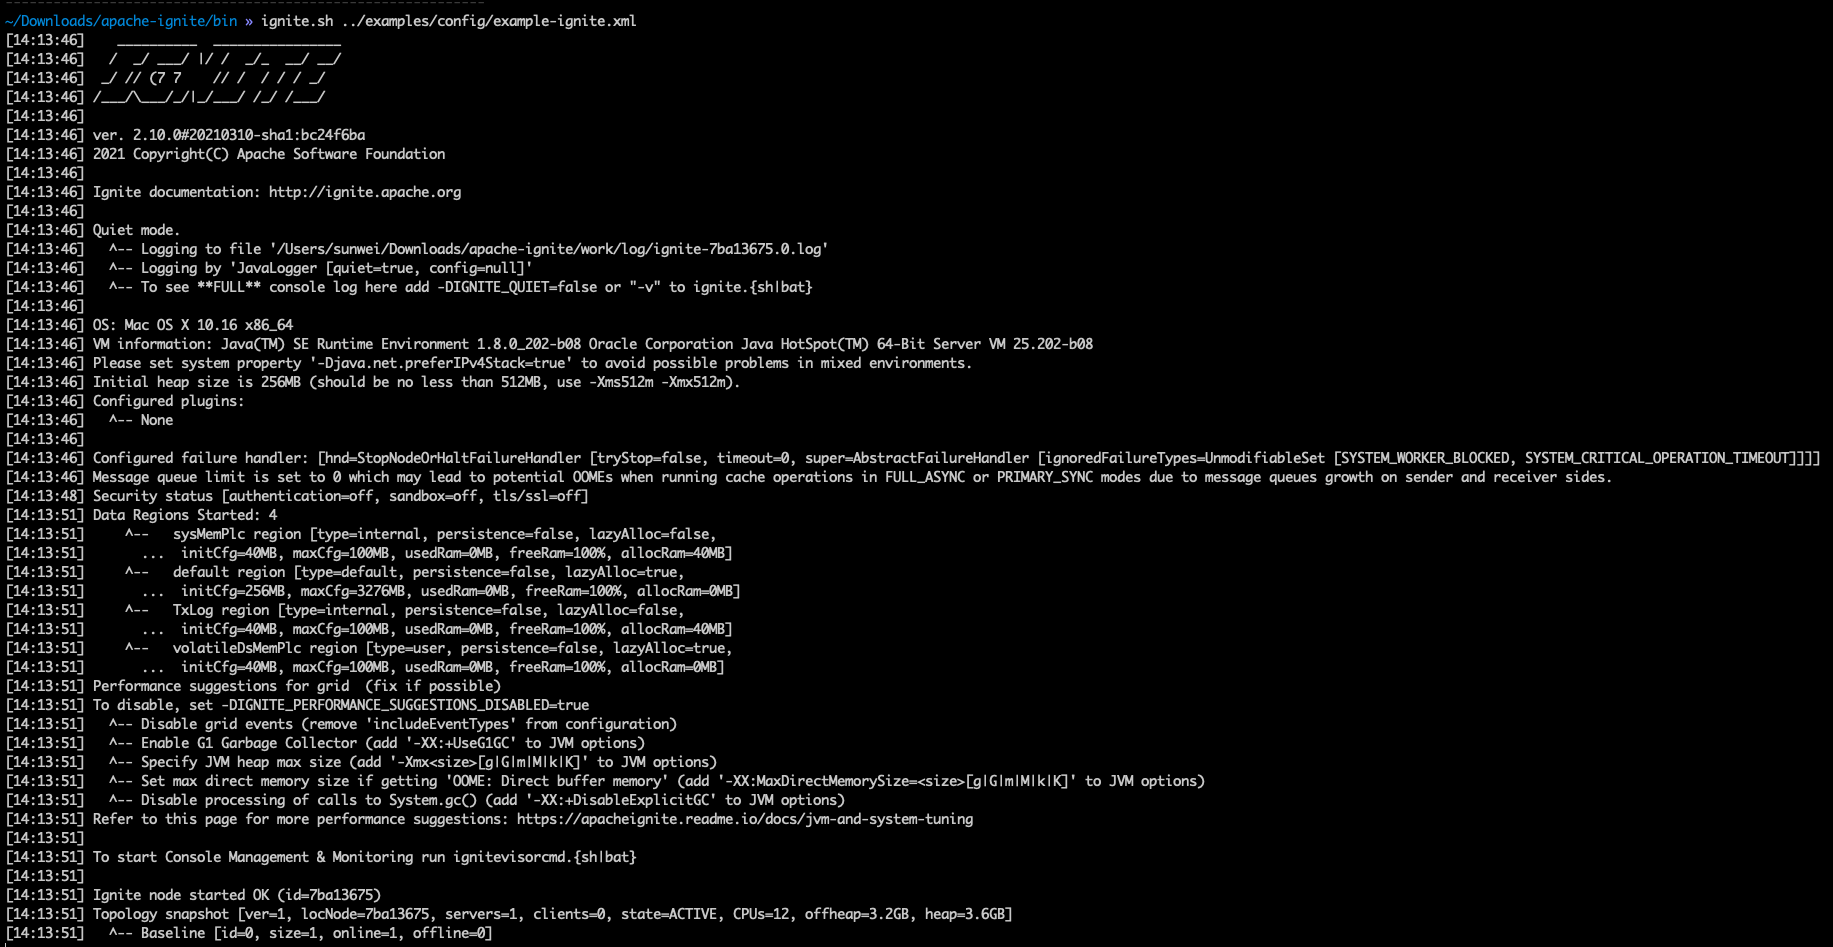 ~/Downloads/apache-ignite/bin » ignite.sh ../examples/config/example-ignite.xml
[14:13:46]    __________  ________________
[14:13:46]   /  _/ ___/ |/ /  _/_  __/ __/
[14:13:46]  _/ // (7 7    // /  / / / _/
[14:13:46] /___/\___/_/|_/___/ /_/ /___/
[14:13:46]
[14:13:46] ver. 2.10.0#20210310-sha1:bc24f6ba
[14:13:46] 2021 Copyright(C) Apache Software Foundation
[14:13:46]
[14:13:46] Ignite documentation: http://ignite.apache.org
[14:13:46]
[14:13:46] Quiet mode.
[14:13:46]   ^-- Logging to file '/Users/sunwei/Downloads/apache-ignite/work/log/ignite-7ba13675.0.log'
[14:13:46]   ^-- Logging by 'JavaLogger [quiet=true, config=null]'
[14:13:46]   ^-- To see **FULL** console log here add -DIGNITE_QUIET=false or "-v" to ignite.{sh|bat}
[14:13:46]
[14:13:46] OS: Mac OS X 10.16 x86_64
[14:13:46] VM information: Java(TM) SE Runtime Environment 1.8.0_202-b08 Oracle Corporation Java HotSpot(TM) 64-Bit Server VM 25.202-b08
[14:13:46] Please set system property '-Djava.net.preferIPv4Stack=true' to avoid possible problems in mixed environments.
[14:13:46] Initial heap size is 256MB (should be no less than 512MB, use -Xms512m -Xmx512m).
[14:13:46] Configured plugins:
[14:13:46]   ^-- None
[14:13:46]
[14:13:46] Configured failure handler: [hnd=StopNodeOrHaltFailureHandler [tryStop=false, timeout=0, super=AbstractFailureHandler [ignoredFailureTypes=UnmodifiableSet [SYSTEM_WORKER_BLOCKED, SYSTEM_CRITICAL_OPERATION_TIMEOUT]]]]
[14:13:46] Message queue limit is set to 0 which may lead to potential OOMEs when running cache operations in FULL_ASYNC or PRIMARY_SYNC modes due to message queues growth on sender and receiver sides.
[14:13:48] Security status [authentication=off, sandbox=off, tls/ssl=off]
[14:13:51] Data Regions Started: 4
[14:13:51]     ^--   sysMemPlc region [type=internal, persistence=false, lazyAlloc=false,
[14:13:51]       ...  initCfg=40MB, maxCfg=100MB, usedRam=0MB, freeRam=100%, allocRam=40MB]
[14:13:51]     ^--   default region [type=default, persistence=false, lazyAlloc=true,
[14:13:51]       ...  initCfg=256MB, maxCfg=3276MB, usedRam=0MB, freeRam=100%, allocRam=0MB]
[14:13:51]     ^--   TxLog region [type=internal, persistence=false, lazyAlloc=false,
[14:13:51]       ...  initCfg=40MB, maxCfg=100MB, usedRam=0MB, freeRam=100%, allocRam=40MB]
[14:13:51]     ^--   volatileDsMemPlc region [type=user, persistence=false, lazyAlloc=true,
[14:13:51]       ...  initCfg=40MB, maxCfg=100MB, usedRam=0MB, freeRam=100%, allocRam=0MB]
[14:13:51] Performance suggestions for grid  (fix if possible)
[14:13:51] To disable, set -DIGNITE_PERFORMANCE_SUGGESTIONS_DISABLED=true
[14:13:51]   ^-- Disable grid events (remove 'includeEventTypes' from configuration)
[14:13:51]   ^-- Enable G1 Garbage Collector (add '-XX:+UseG1GC' to JVM options)
[14:13:51]   ^-- Specify JVM heap max size (add '-Xmx<size>[g|G|m|M|k|K]' to JVM options)
[14:13:51]   ^-- Set max direct memory size if getting 'OOME: Direct buffer memory' (add '-XX:MaxDirectMemorySize=<size>[g|G|m|M|k|K]' to JVM options)
[14:13:51]   ^-- Disable processing of calls to System.gc() (add '-XX:+DisableExplicitGC' to JVM options)
[14:13:51] Refer to this page for more performance suggestions: https://apacheignite.readme.io/docs/jvm-and-system-tuning
[14:13:51]
[14:13:51] To start Console Management & Monitoring run ignitevisorcmd.{sh|bat}
[14:13:51]
[14:13:51] Ignite node started OK (id=7ba13675)
[14:13:51] Topology snapshot [ver=1, locNode=7ba13675, servers=1, clients=0, state=ACTIVE, CPUs=12, offheap=3.2GB, heap=3.6GB]
[14:13:51]   ^-- Baseline [id=0, size=1, online=1, offline=0]